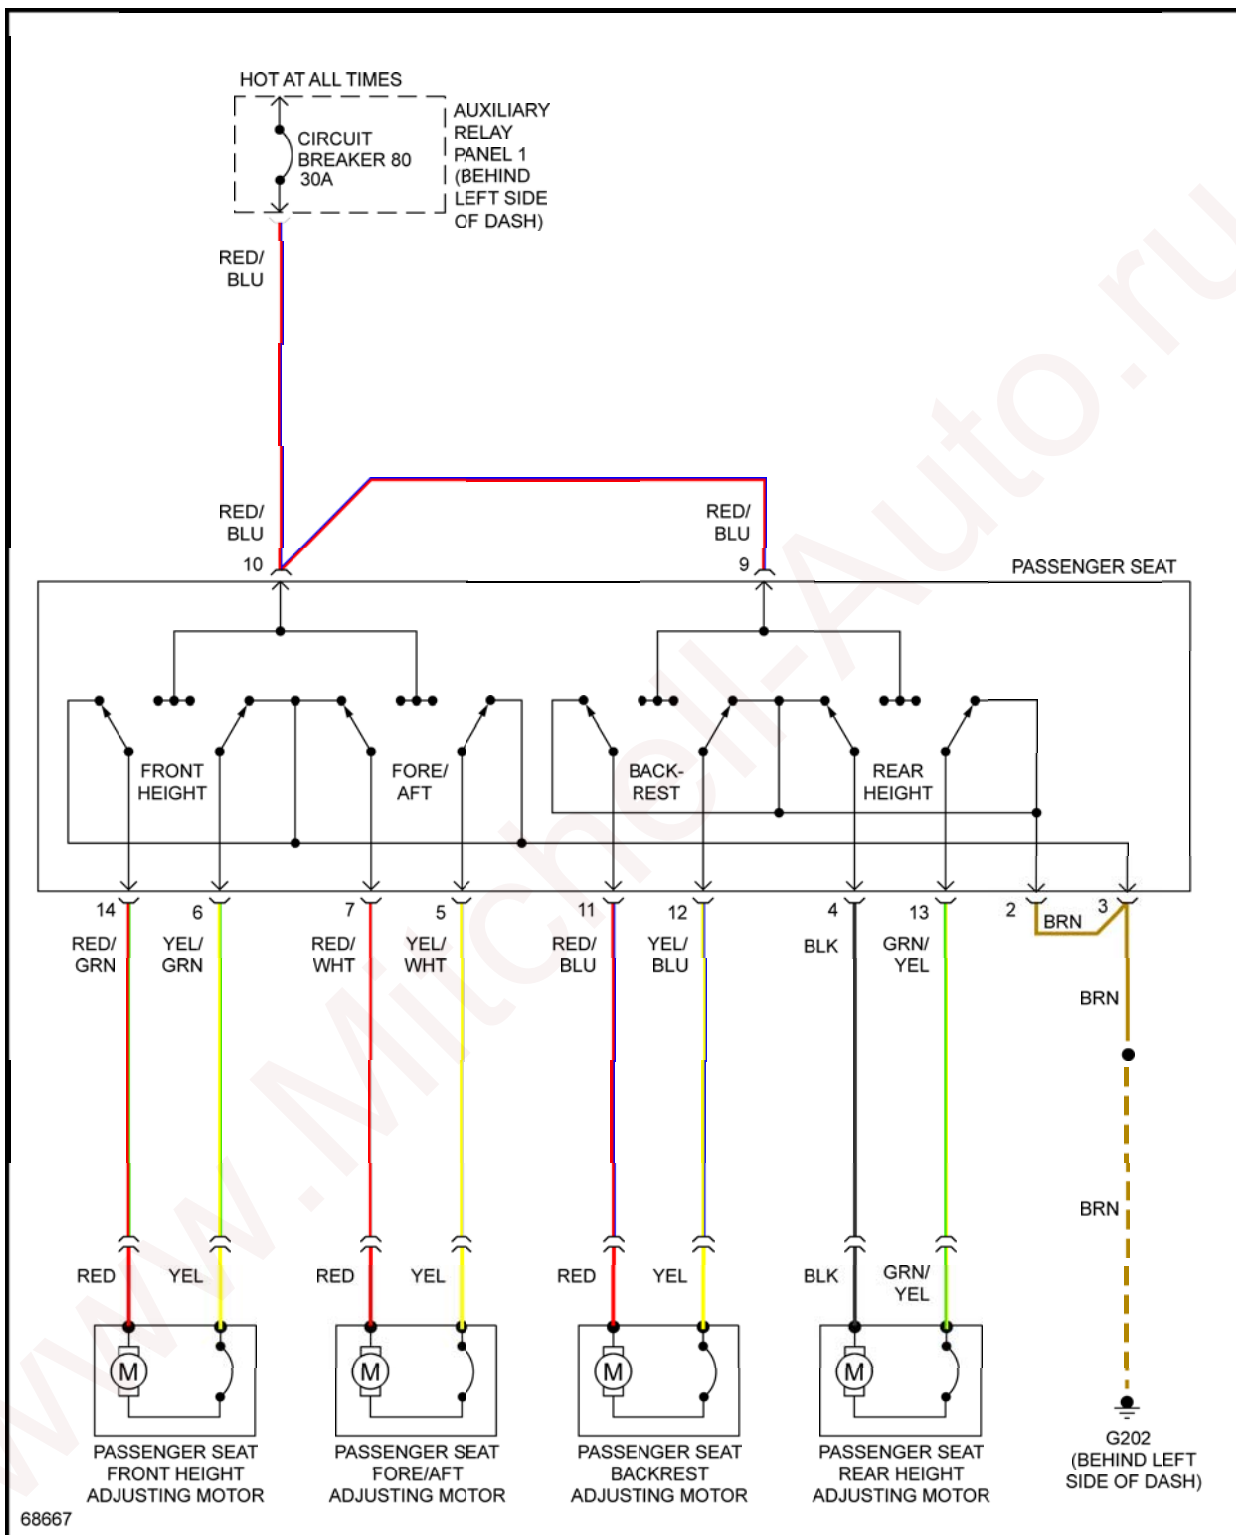 HOT AT ALL TIMES
CIRCUIT
BREAKER 80
30A
AUXILIARY
RELAY
PANEL 1
(BEHIND
LEFT SIDE
OF DASH)
RED/
BLU
RED/
BLU
10
RED/
BLU
9
PASSENGER SEAT
FRONT
HEIGHT
FORE/
AFT
BACK-
REST
REAR
HEIGHT
14
6
7
5
11
12
4
13
2
3
RED/
GRN
YEL/
GRN
RED/
WHT
YEL/
WHT
RED/
BLU
YEL/
BLU
BLK
GRN/
YEL
BRN
BRN
BRN
RED
YEL
RED
YEL
RED
YEL
BLK
GRN/
YEL
M
M
M
M
PASSENGER SEAT
FRONT HEIGHT
ADJUSTING MOTOR
PASSENGER SEAT
FORE/AFT
ADJUSTING MOTOR
PASSENGER SEAT
BACKREST
ADJUSTING MOTOR
PASSENGER SEAT
REAR HEIGHT
ADJUSTING MOTOR
G202
(BEHIND LEFT
SIDE OF DASH)
68667
www.Mitchell-Auto.ru